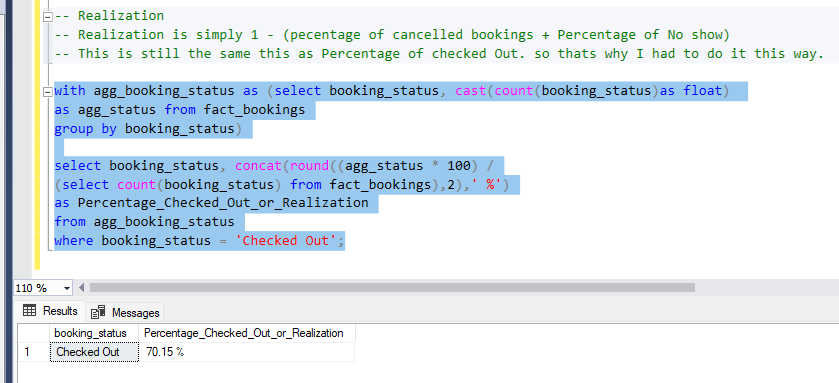 -- Realization
-- Realization is simply 1 - (pecentage of cancelled bookings + Percentage of No show)
-- This is still the same this as Percentage of checked Out. so thats why I had to do it this way.
with agg_booking_status as (select booking_status, cast(count(booking_status)as float)
as agg_status from fact_bookings
group by booking_status)
select booking_status, concat(round((agg_status * 100) /
(select count(booking_status) from fact_bookings),2),' %')
as Percentage_Checked_Out_or_Realization
from agg_booking_status
where booking_status = 'Checked Out';
110 %
Results Messages
booking_status Percentage_Checked_Out_or_Realization
1 Checked Out 70.15 %